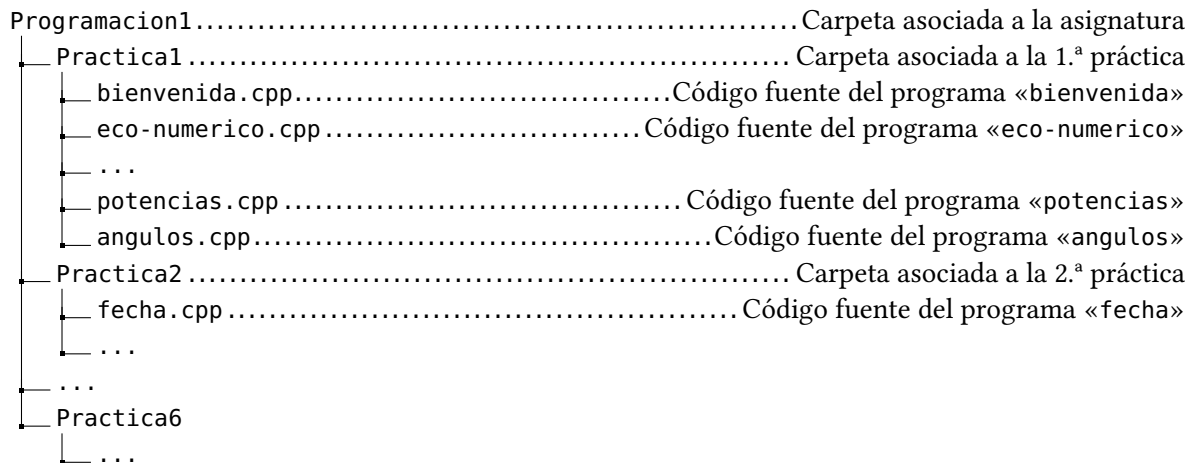 Programacion1......................................................Carpeta asociada a la asignatura
Practica1......................................................Carpeta asociada a la 1.ª práctica
bienvenida.cpp..................................Código fuente del programa «bienvenida»
eco-numerico.cpp............................Código fuente del programa «eco-numerico»
...
potencias.cpp....................................Código fuente del programa «potencias»
angulos.cpp.........................................Código fuente del programa «angulos»
Practica2......................................................Carpeta asociada a la 2.ª práctica
fecha.cpp..............................................Código fuente del programa «fecha»
...
...
Practica6
...